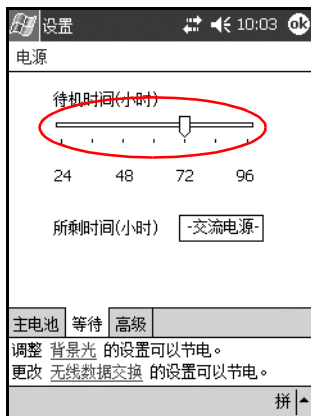 设置 10:03 ok
电源
待机时间(小时)
24 48 72 96
所剩时间(小时) -交流电源-
主电池 等待 高级
调整 背景光 的设置可以节电。
更改 无线数据交换 的设置可以节电。
拼